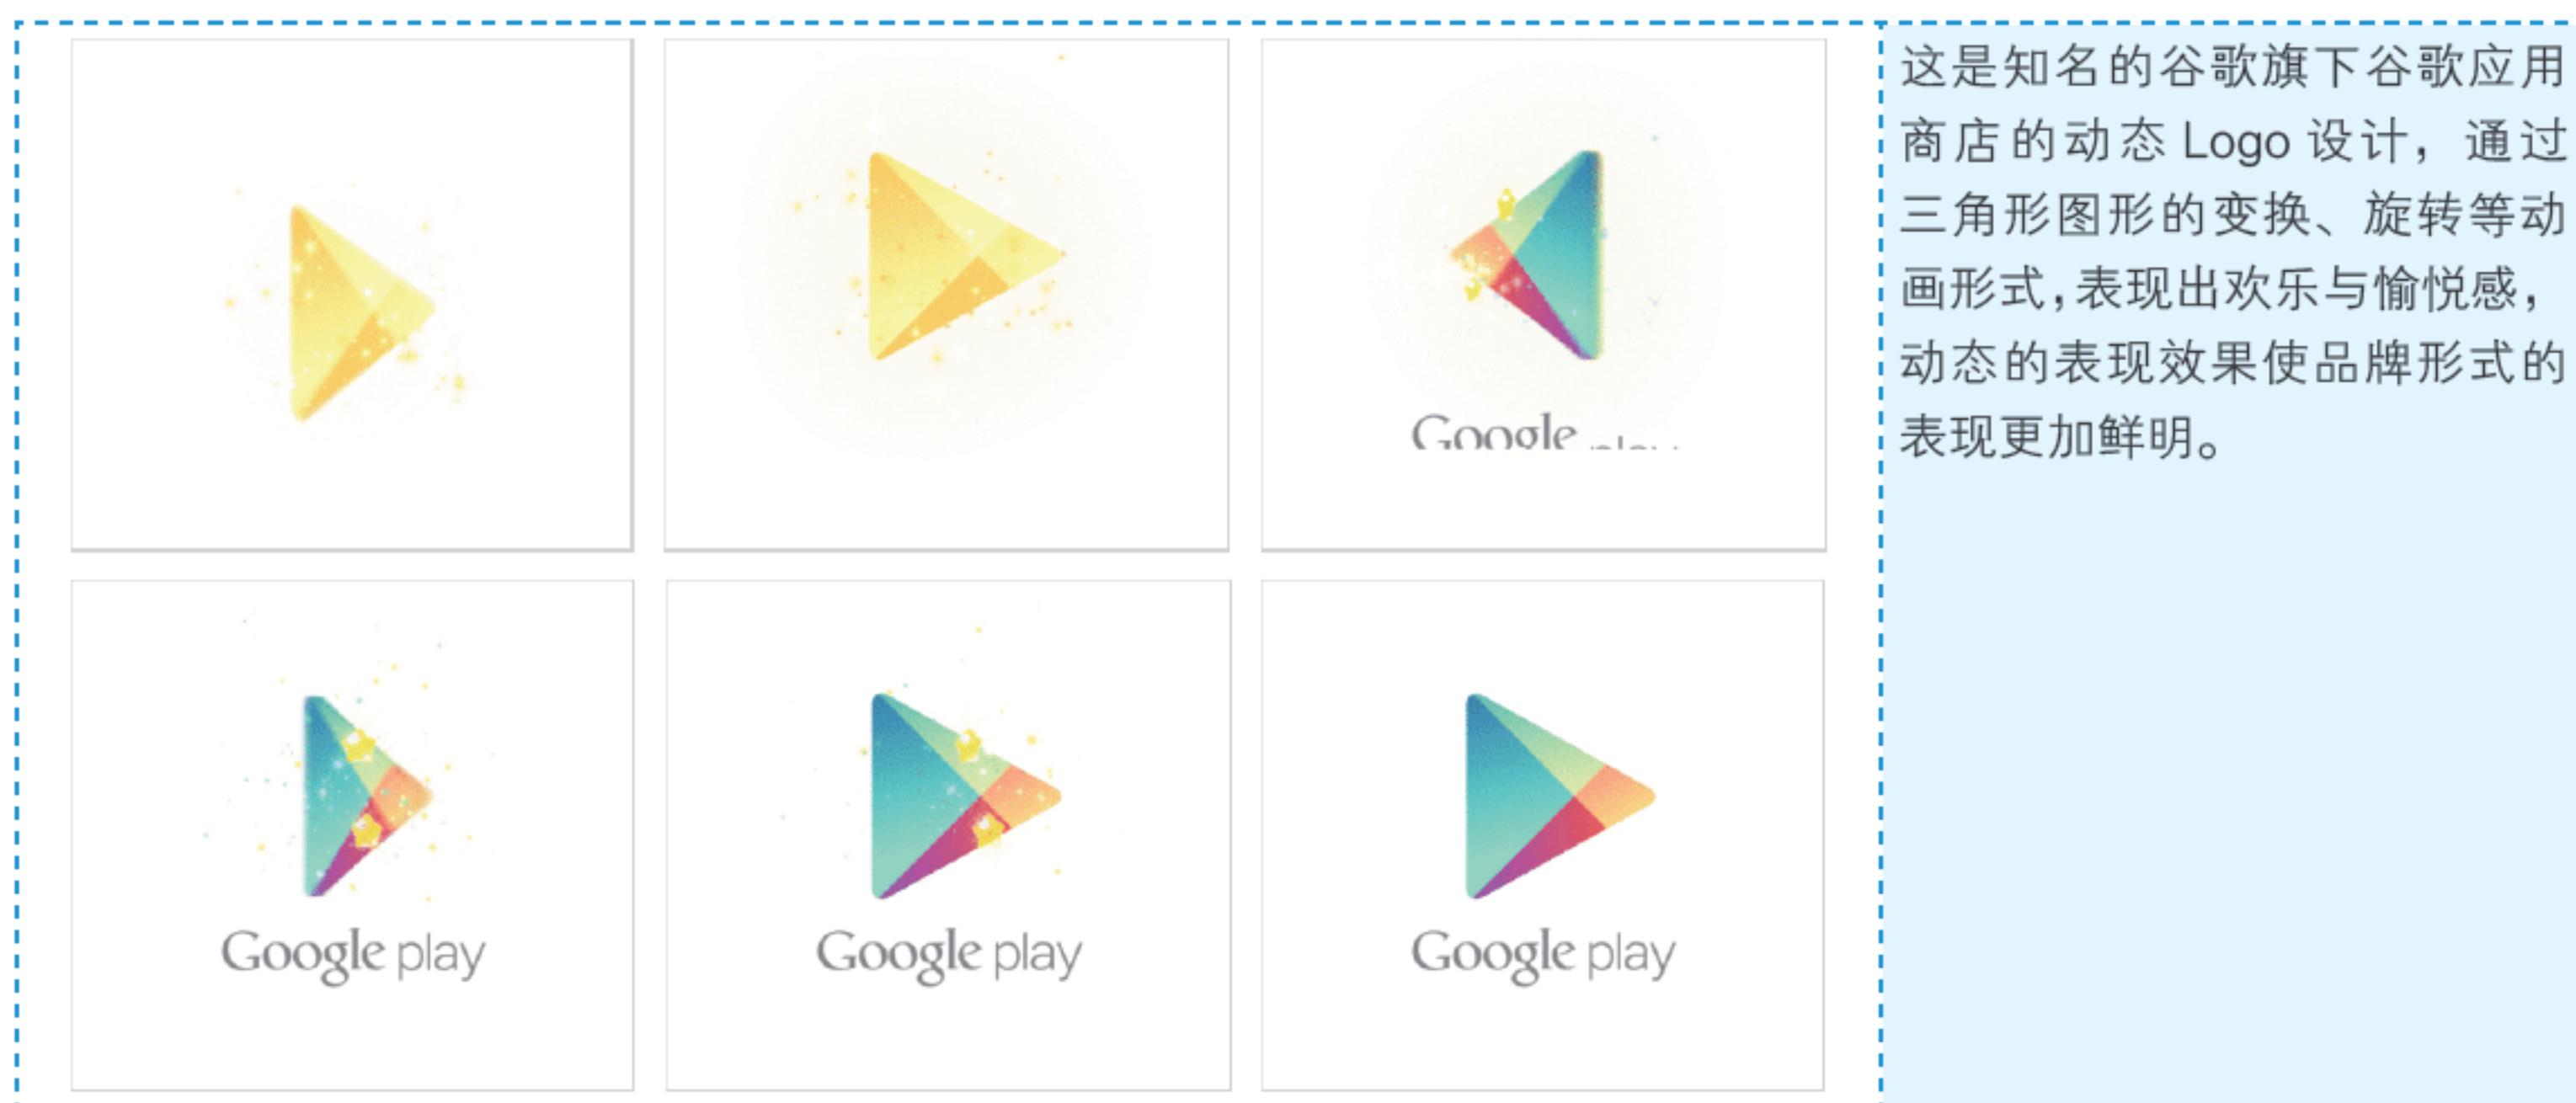 这是知名的谷歌旗下谷歌应用
商店的动态 Logo 设计，通过
三角形图形的变换、旋转等动
画形式，表现出欢乐与愉悦感，
动态的表现效果使品牌形式的
表现更加鲜明。
Google play
Google play
Google play
Google play